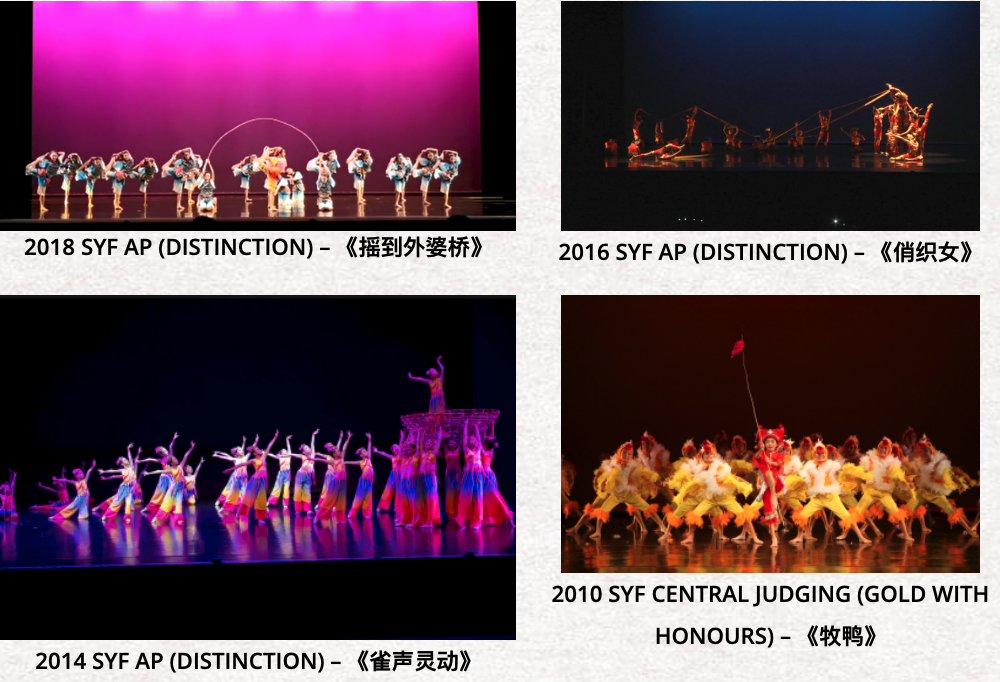 2018 SYF AP (DISTINCTION) – 《摇到外婆桥》
2016 SYF AP (DISTINCTION) – 《俏织女》
2014 SYF AP (DISTINCTION) – 《雀声灵动》
2010 SYF CENTRAL JUDGING (GOLD WITH
HONOURS) – 《牧鸭》